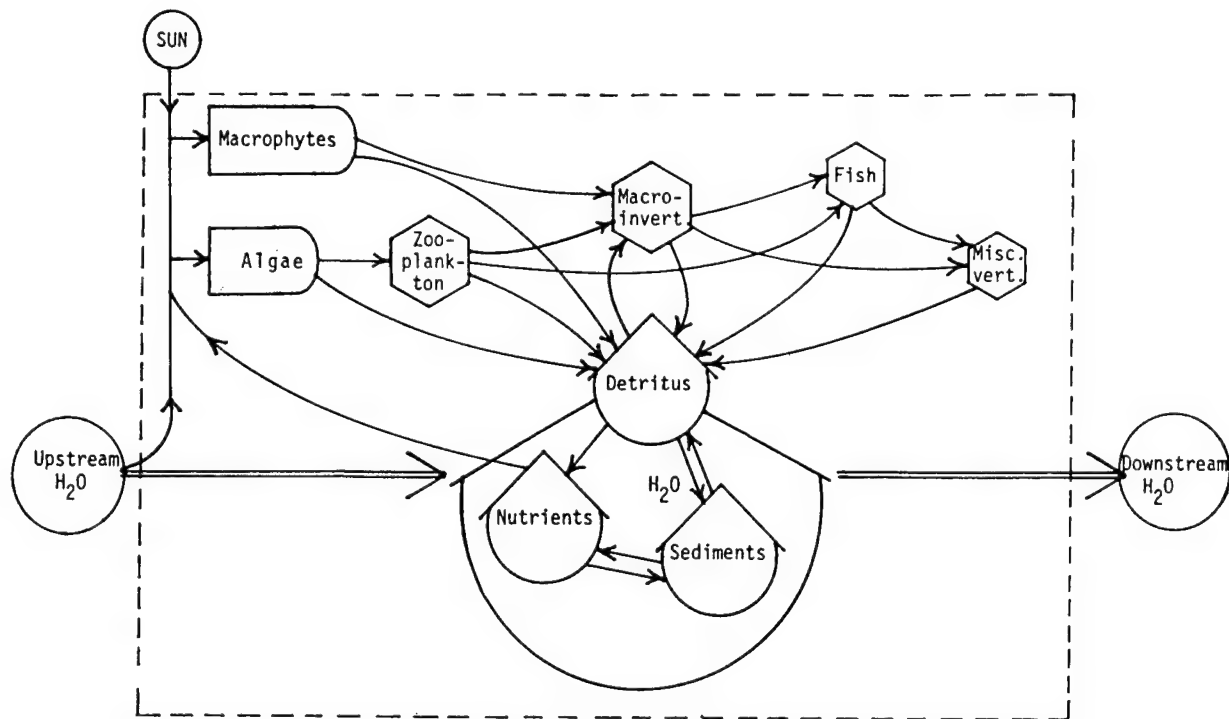 SUN
Macrophytes
Algae
Zoo-
plank-
ton
Macro-
invert
Fish
Misc.
vert.
Detritus
Upstream
H₂O
H₂O
Nutrients
Sediments
Downstream
H₂O